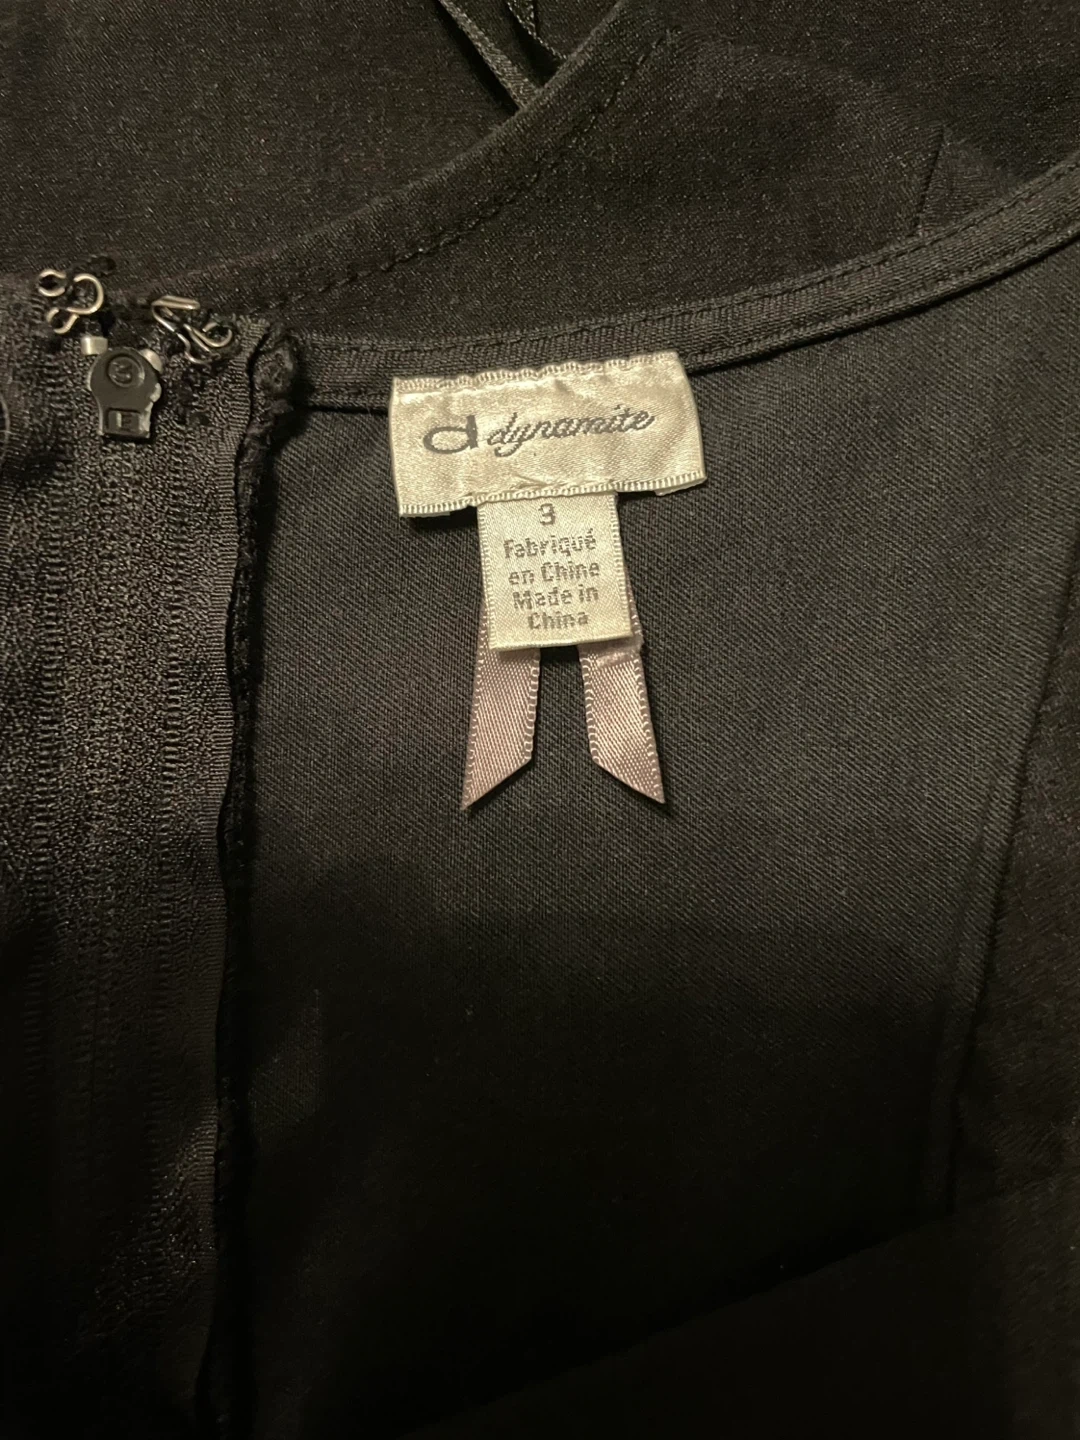 d dynamite
3
Fabriqué
en Chine
Made in
China